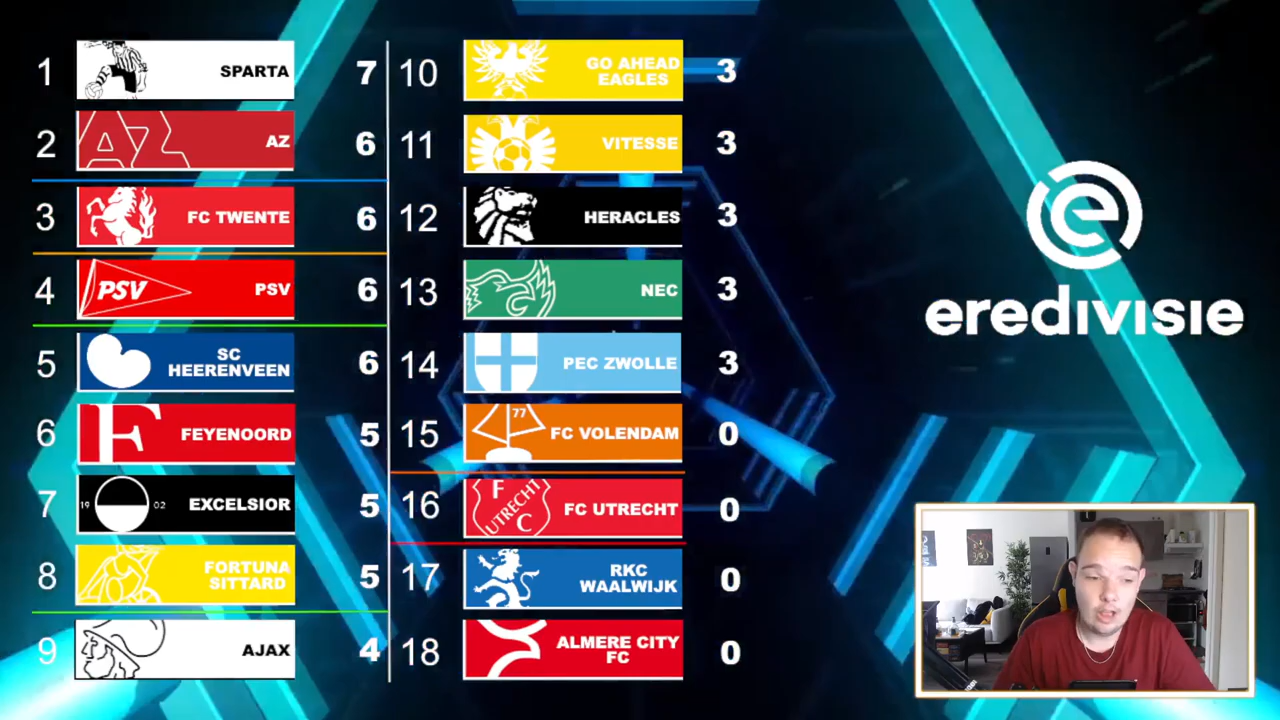 1 SPARTA 7
2 AZ AZ 6
3 FC TWENTE 6
4 PSV PSV 6
5 SC HEERENVEEN 6
6 F FEYENOORD 5
7 19 02 EXCELSIOR 5
8 FORTUNA SITTARD 5
9 AJAX 4
10 GO AHEAD EAGLES 3
11 VITESSE 3
12 HERACLES 3
13 NEC 3
14 PEC ZWOLLE 3
15 77 FC VOLENDAM 0
16 F UTRECHT C FC UTRECHT 0
17 RKC WAALWIJK 0
18 ALMERE CITY FC 0
e
eredivisie